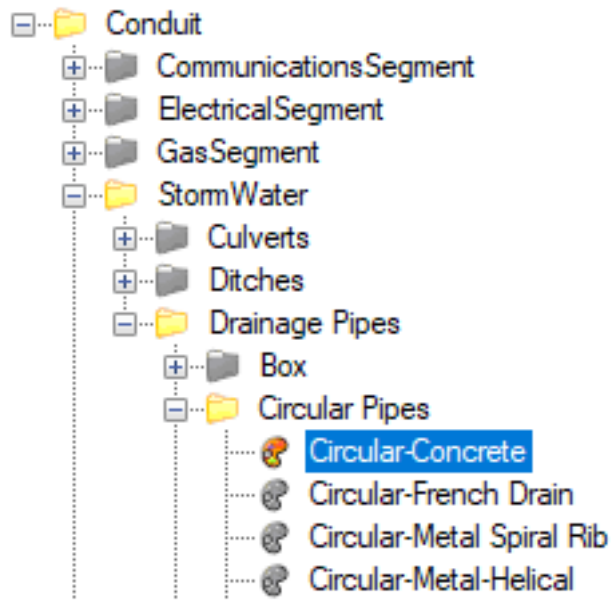 Conduit
CommunicationsSegment
ElectricalSegment
GasSegment
StormWater
Culverts
Ditches
Drainage Pipes
Box
Circular Pipes
Circular-Concrete
Circular-French Drain
Circular-Metal Spiral Rib
Circular-Metal-Helical